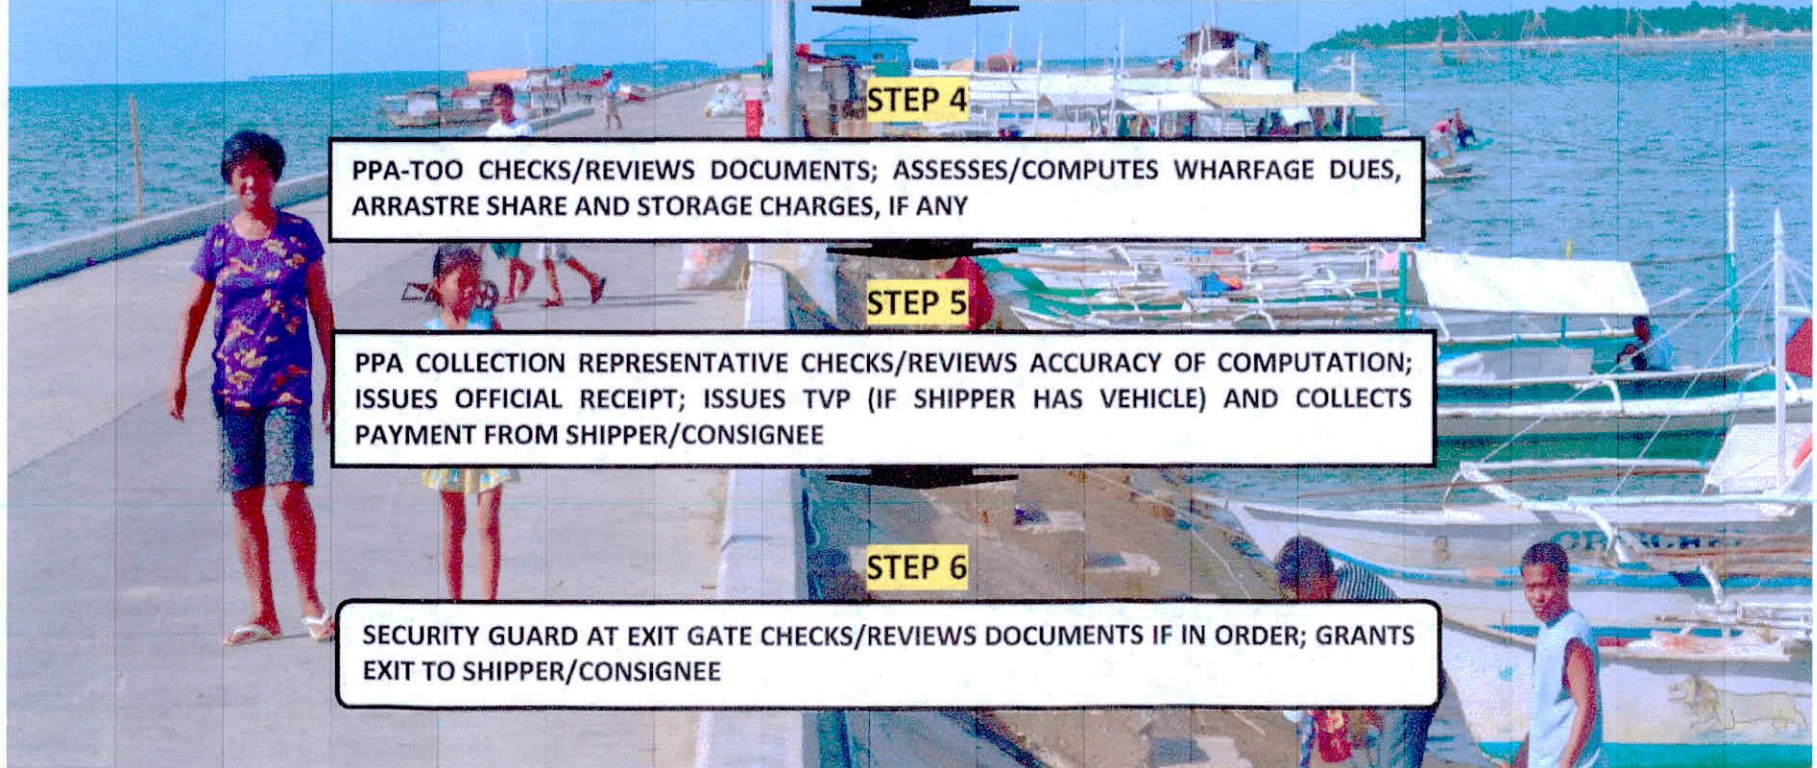 STEP 4
PPA-TOO CHECKS/REVIEWS DOCUMENTS; ASSESSES/COMPUTES WHARFAGE DUES,
ARRASTRE SHARE AND STORAGE CHARGES, IF ANY
STEP 5
PPA COLLECTION REPRESENTATIVE CHECKS/REVIEWS ACCURACY OF COMPUTATION;
ISSUES OFFICIAL RECEIPT; ISSUES TVP (IF SHIPPER HAS VEHICLE) AND COLLECTS
PAYMENT FROM SHIPPER/CONSIGNEE
STEP 6
SECURITY GUARD AT EXIT GATE CHECKS/REVIEWS DOCUMENTS IF IN ORDER; GRANTS
EXIT TO SHIPPER/CONSIGNEE